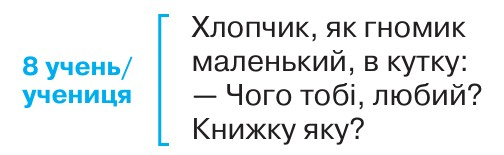 8 учень/
учениця
Хлопчик, як гномик
маленький, в кутку:
— Чого тобі, любий?
Книжку яку?